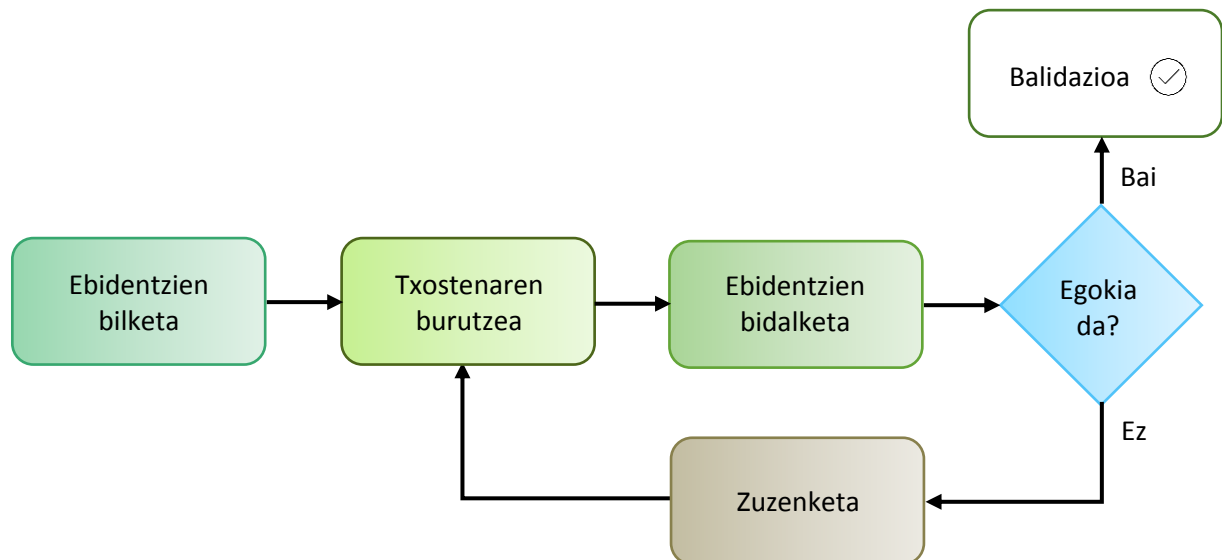 Balidazioa
Bai
Ebidentzien
bilketa
Txostenaren
burutzea
Ebidentzien
bidalketa
Egokia
da?
Ez
Zuzenketa